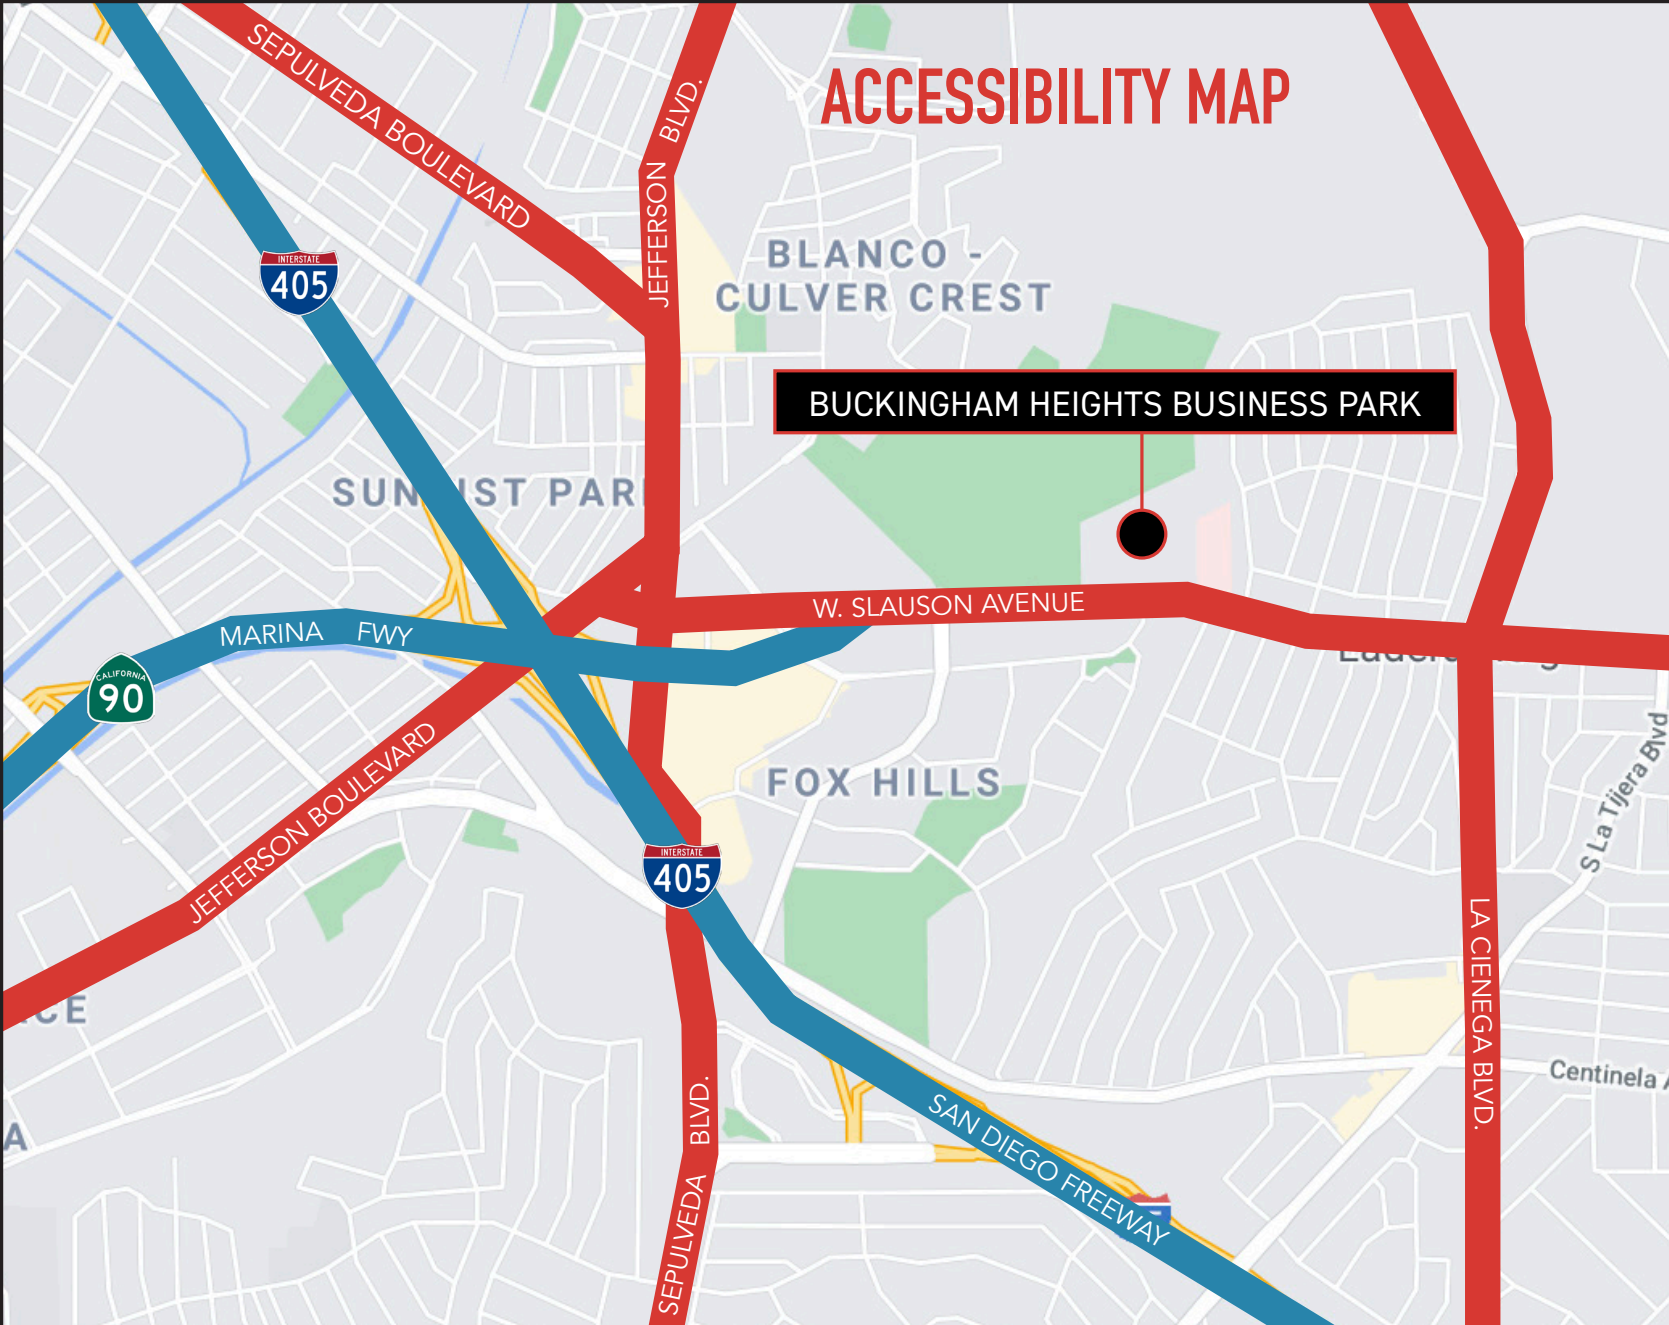 ACCESSIBILITY MAP
SEPULVEDA BOULEVARD
JEFFERSON BLVD.
BLANCO -
CULVER CREST
INTERSTATE
405
BUCKINGHAM HEIGHTS BUSINESS PARK
W. SLAUSON AVENUE
MARINA FWY
CALIFORNIA
90
JEFFERSON BOULEVARD
FOX HILLS
S La Tijera Blvd
INTERSTATE
405
LA CIENEGA BLVD.
Centinela
SAN DIEGO FREEWAY
SEPULVEDA BLVD.